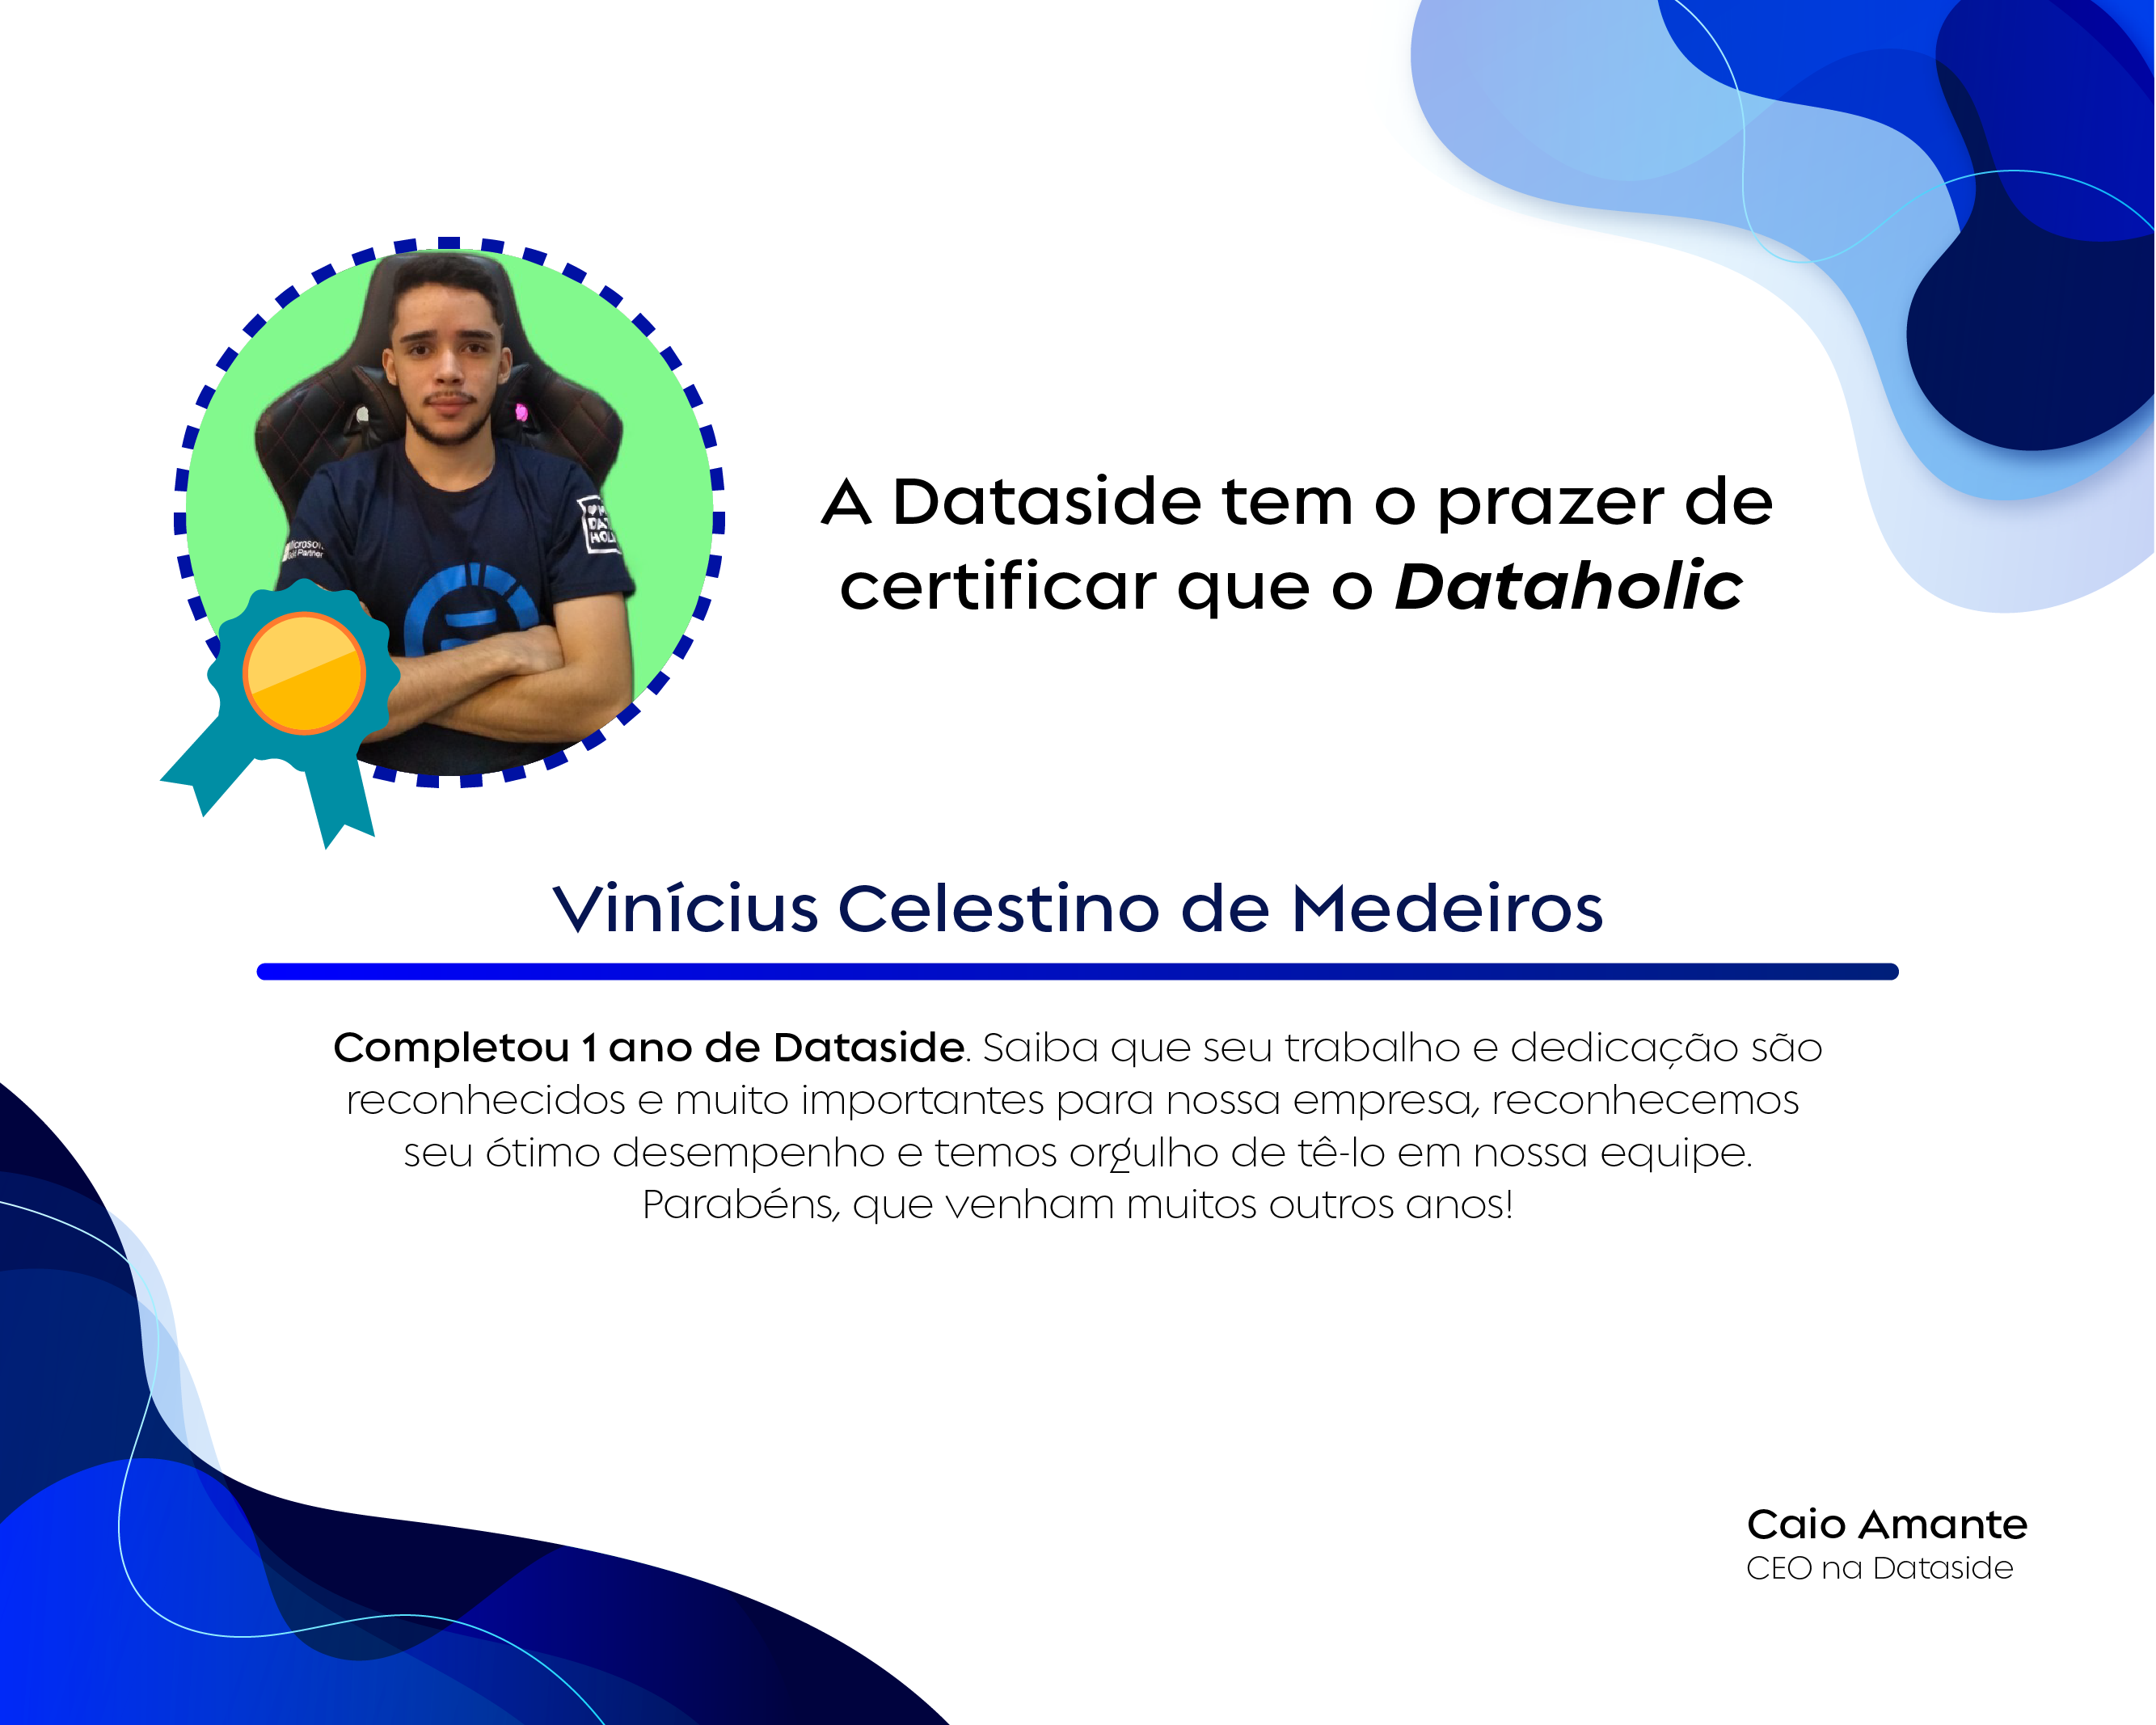 A Dataside tem o prazer de
certificar que o Dataholic
Microsoft
Partner
Vinícius Celestino de Medeiros
Completou 1 ano de Dataside. Saiba que seu trabalho e dedicação são
reconhecidos e muito importantes para nossa empresa, reconhecemos
seu ótimo desempenho e temos orgulho de tê-lo em nossa equipe.
Parabéns, que venham muitos outros anos!
Caio Amante
CEO na Dataside